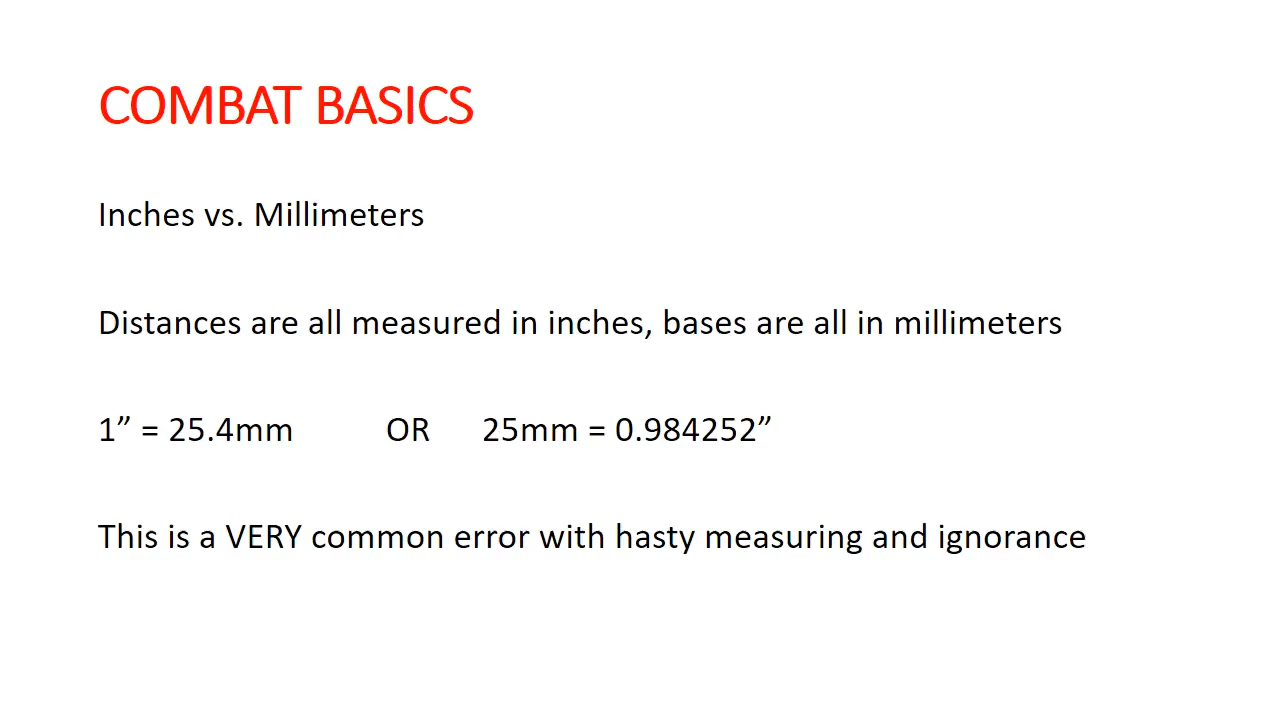 COMBAT BASICS
Inches vs. Millimeters
Distances are all measured in inches, bases are all in millimeters
1” = 25.4mm OR 25mm = 0.984252”
This is a VERY common error with hasty measuring and ignorance